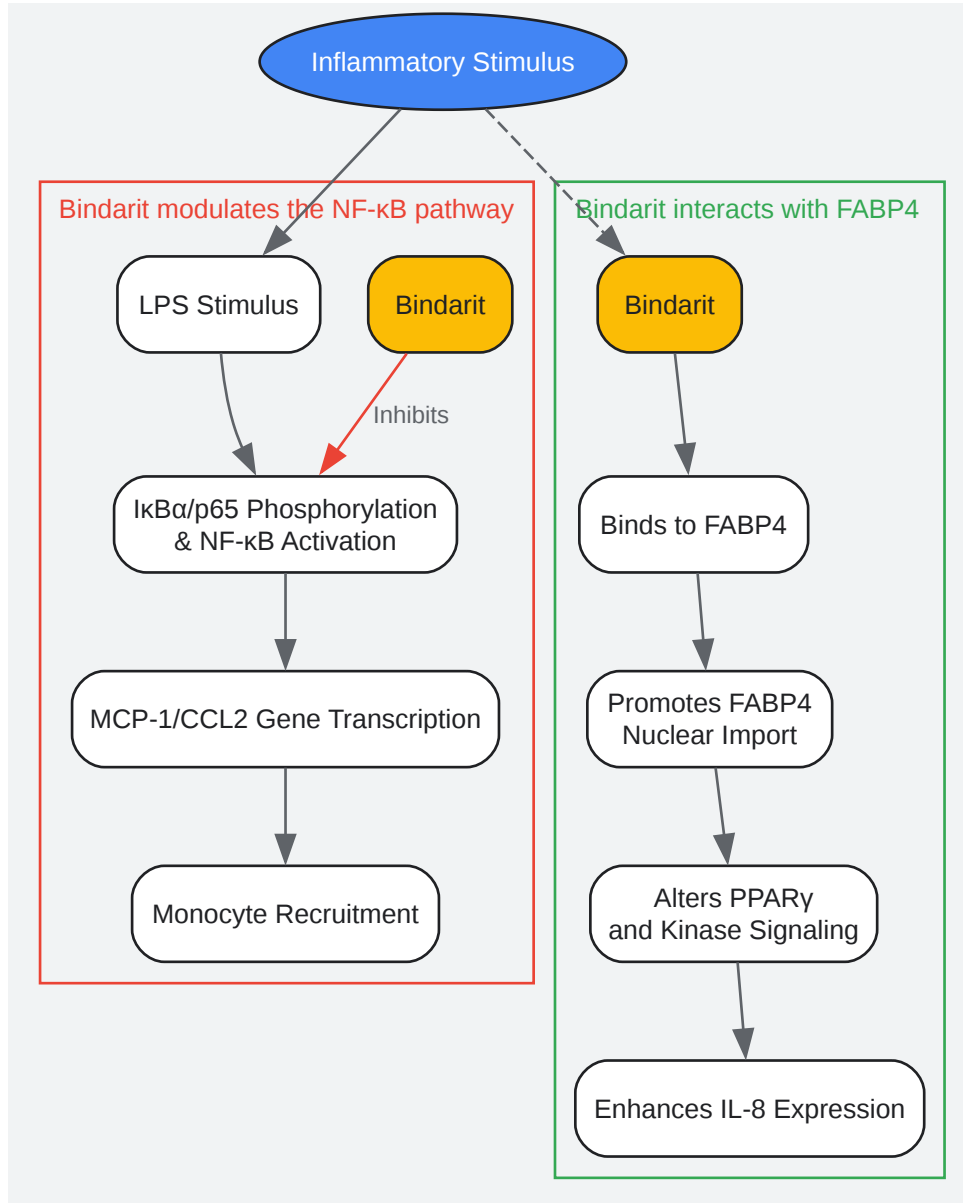 Inflammatory Stimulus
Bindarit modulates the NF-κB pathway
LPS Stimulus
Bindarit
Inhibits
IκBα/p65 Phosphorylation
& NF-κB Activation
MCP-1/CCL2 Gene Transcription
Monocyte Recruitment
Bindarit interacts with FABP4
Bindarit
Binds to FABP4
Promotes FABP4
Nuclear Import
Alters PPARγ
and Kinase Signaling
Enhances IL-8 Expression